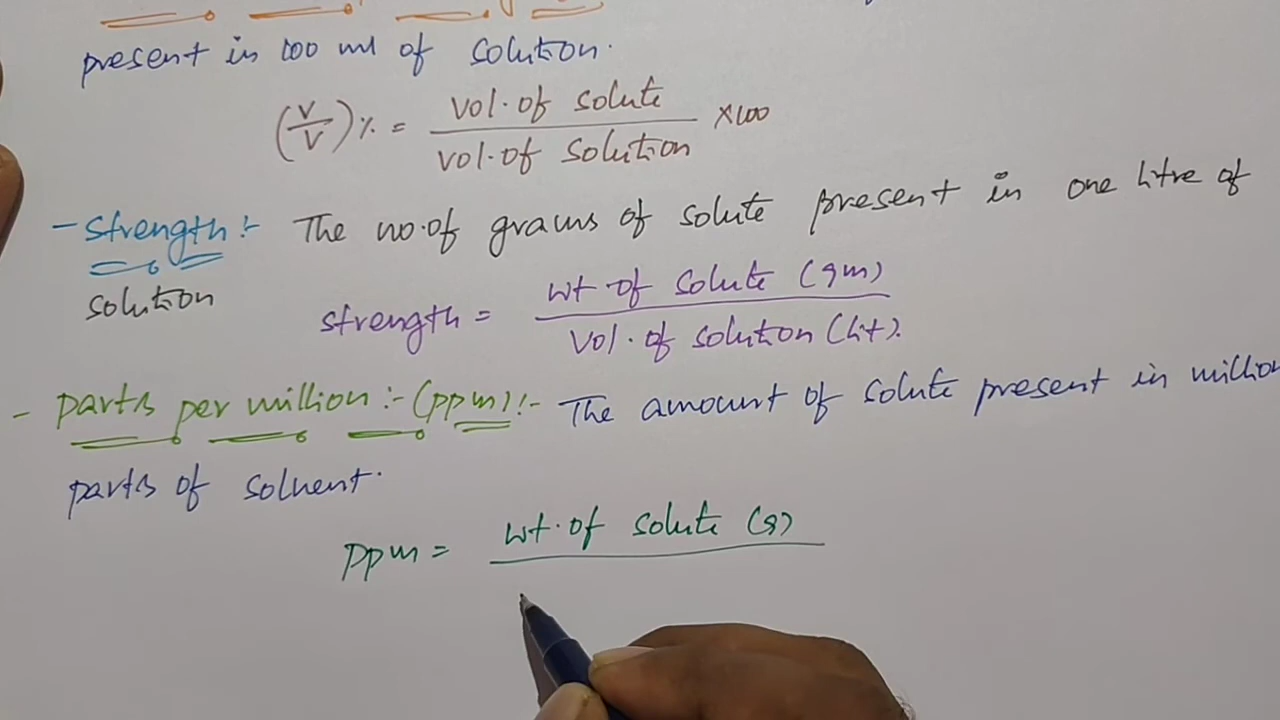 present in 100 ml of solution.
(V/V)% = vol. of solute / vol. of solution ×100
- Strength :- The no. of grams of solute present in one litre of
solution
strength = wt of solute (gm) / Vol. of solution (lit).
- parts per million :- (ppm) :- The amount of solute present in million
parts of solvent.
ppm = wt. of solute (g)